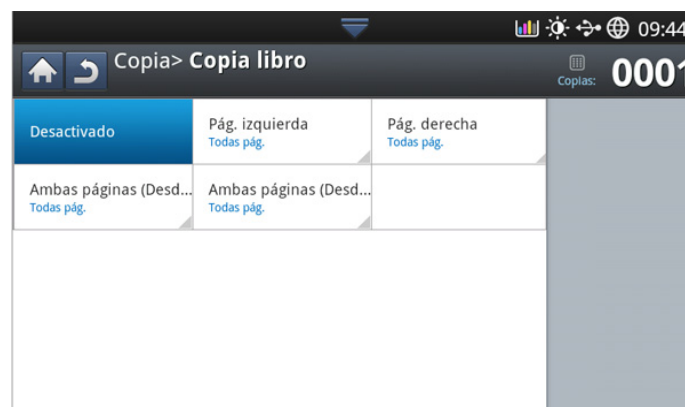 09:44
Copia> Copia libro
Copias: 0001
Desactivado
Pág. izquierda
Todas pág.
Pág. derecha
Todas pág.
Ambas páginas (Desd...
Todas pág.
Ambas páginas (Desd...
Todas pág.